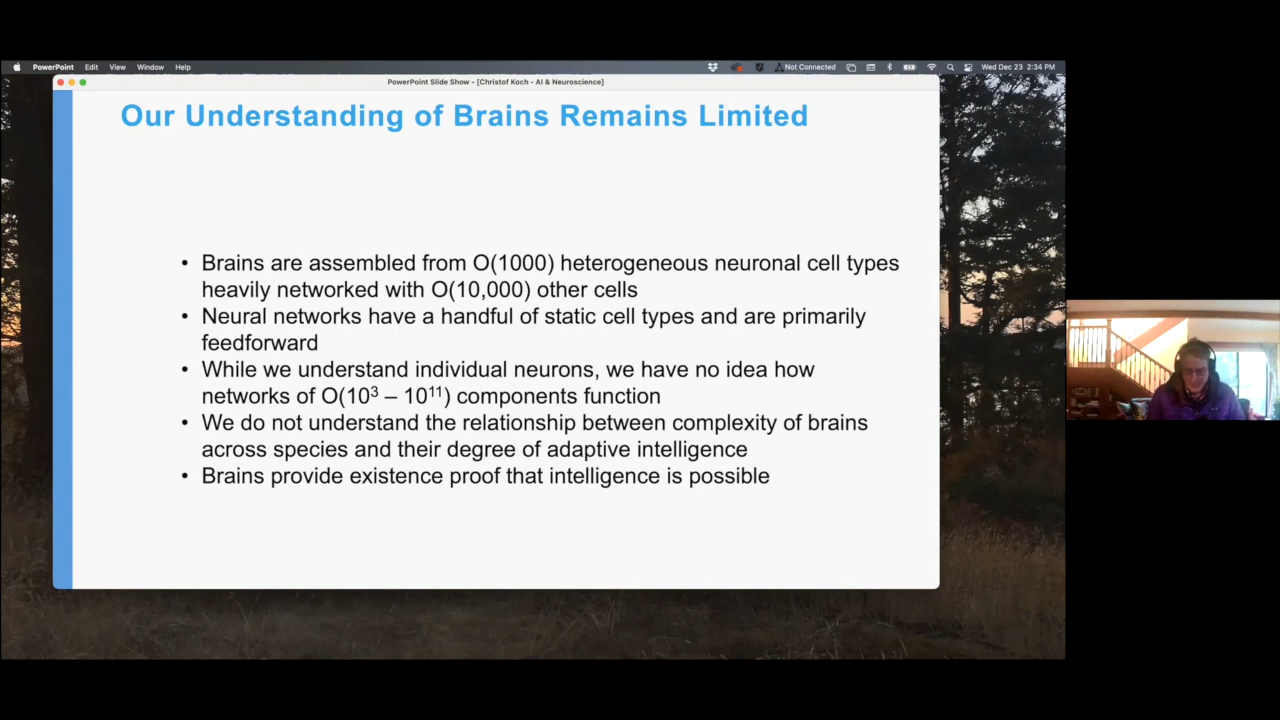 PowerPoint Edit View Window Help Not Connected Wed Dec 23 2:34 PM
PowerPoint Slide Show - [Christof Koch - AI & Neuroscience]
Our Understanding of Brains Remains Limited
• Brains are assembled from O(1000) heterogeneous neuronal cell types
heavily networked with O(10,000) other cells
• Neural networks have a handful of static cell types and are primarily
feedforward
• While we understand individual neurons, we have no idea how
networks of O(10³ – 10¹¹) components function
• We do not understand the relationship between complexity of brains
across species and their degree of adaptive intelligence
• Brains provide existence proof that intelligence is possible